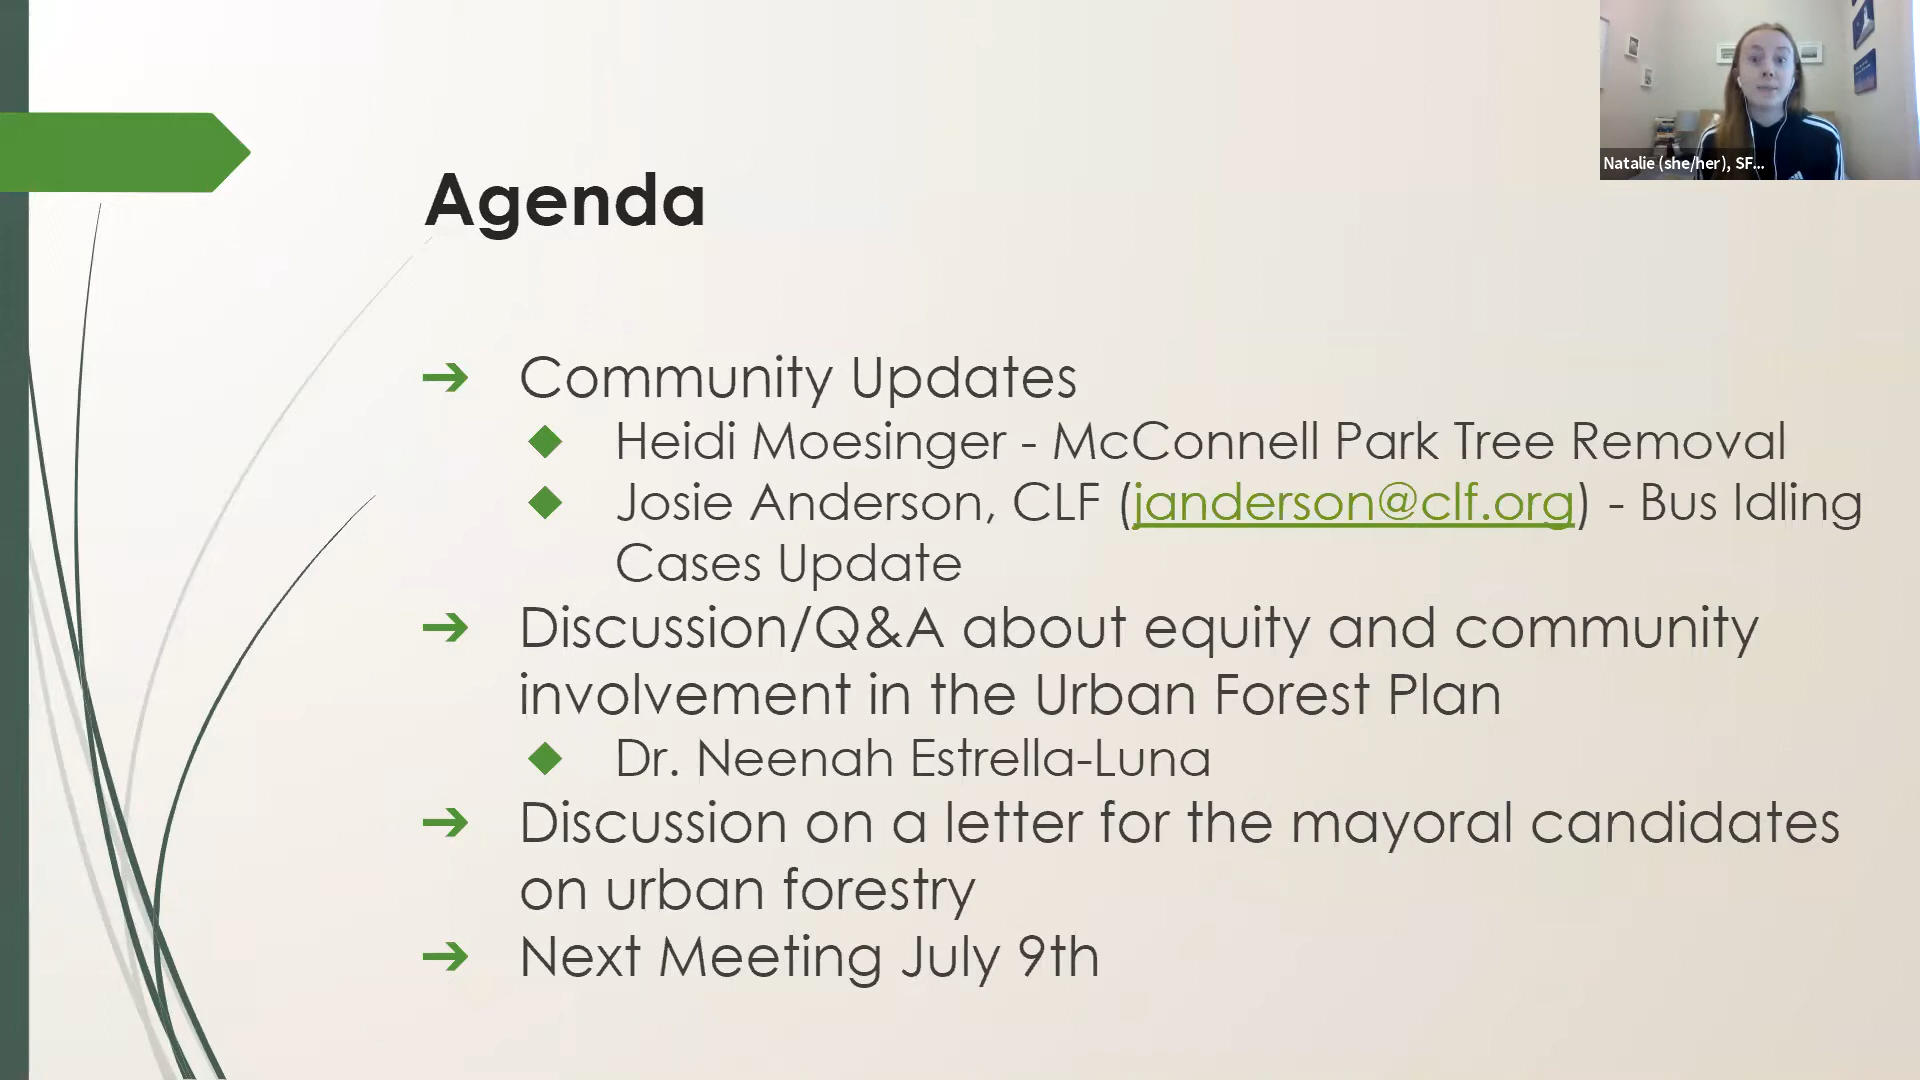 Natalie (she/her), SF...
Agenda
➔ Community Updates
◆ Heidi Moesinger - McConnell Park Tree Removal
◆ Josie Anderson, CLF (janderson@clf.org) - Bus Idling
Cases Update
➔ Discussion/Q&A about equity and community
involvement in the Urban Forest Plan
◆ Dr. Neenah Estrella-Luna
➔ Discussion on a letter for the mayoral candidates
on urban forestry
➔ Next Meeting July 9th